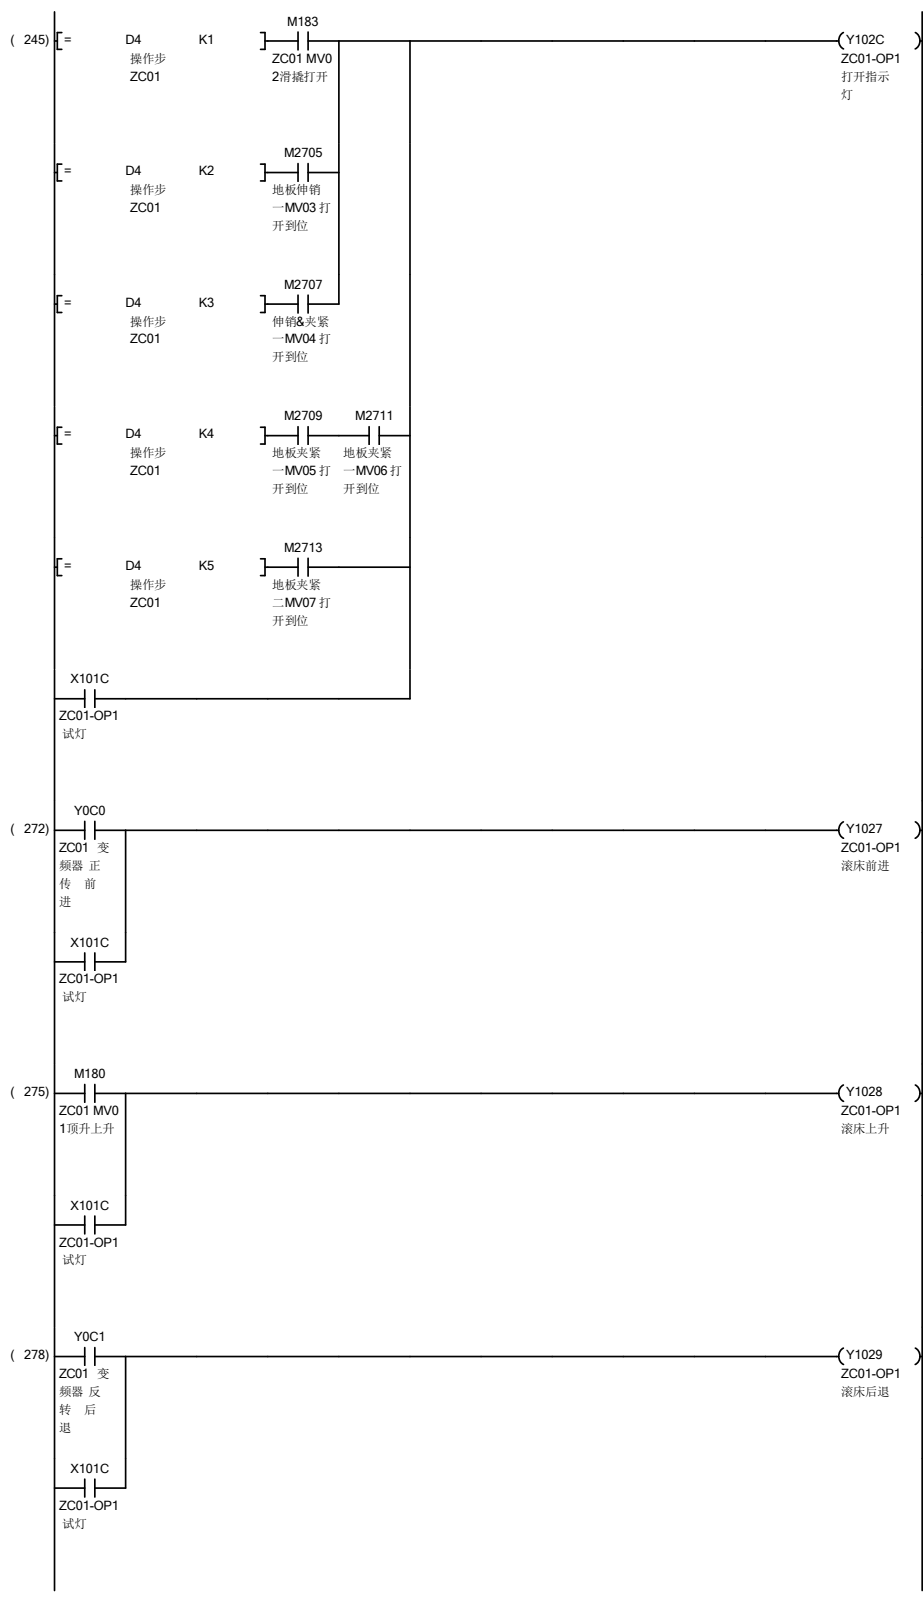 M183
( 245) [= D4 K1 ] (Y102C )
操作步 ZC01 MV0 ZC01-OP1
ZC01 2滑撬打开 打开指示
灯
M2705
[= D4 K2 ]
操作步 地板伸销
ZC01 一MV03 打
开到位
M2707
[= D4 K3 ]
操作步 伸销&夹紧
ZC01 一MV04 打
开到位
M2709 M2711
[= D4 K4 ]
操作步 地板夹紧 地板夹紧
ZC01 一MV05 打 一MV06 打
开到位 开到位
M2713
[= D4 K5 ]
操作步 地板夹紧
ZC01 二MV07 打
开到位
X101C
ZC01-OP1
试灯
Y0C0
( 272) (Y1027 )
ZC01 变 ZC01-OP1
频器 正 滚床前进
传 前
进
X101C
ZC01-OP1
试灯
M180
( 275) (Y1028 )
ZC01 MV0 ZC01-OP1
1顶升上升 滚床上升
X101C
ZC01-OP1
试灯
Y0C1
( 278) (Y1029 )
ZC01 变 ZC01-OP1
频器 反 滚床后退
转 后
退
X101C
ZC01-OP1
试灯